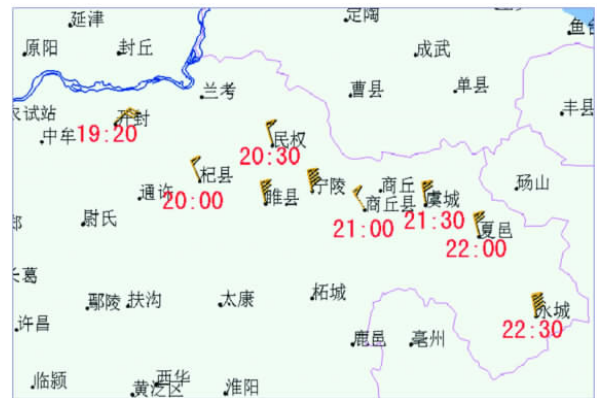 延津
定陶
鱼台
原阳
封丘
成武
兰考
曹县
单县
丰县
农试站
开封
中牟
19:20
民权
20:30
杞县
宁陵
商丘
砀山
通许
20:00
睢县
商丘县
虞城
尉氏
21:00
21:30
夏邑
22:00
长葛
鄢陵
扶沟
太康
柘城
永城
许昌
22:30
鹿邑
亳州
临颍
西华
黄泛区
淮阳